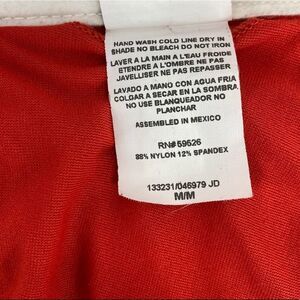 HAND WASH COLD LINE DRY IN
SHADE NO BLEACH DO NOT IRON
LAVER A LA MAIN A L'EAU FROIDE
ETENDRE A L'OMBRE NE PAS
JAVELLISER NE PAS REPASSER
LAVADO A MANO CON AGUA FRIA
COLGAR A SECAR EN LA SOMBRA
NO USE BLANQUEADOR NO
PLANCHAR
ASSEMBLED IN MEXICO
RN#59526
88% NYLON 12% SPANDEX
133231/046979 JD
M/M